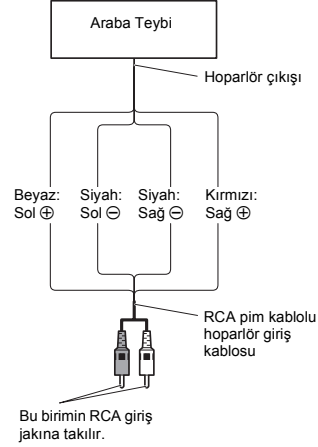 Araba Teybi
Hoparlör çıkışı
Beyaz:
Sol ⊕
Siyah:
Sol ⊖
Siyah:
Sağ ⊖
Kırmızı:
Sağ ⊕
RCA pim kablolu
hoparlör giriş
kablosu
Bu birimin RCA giriş
jakına takılır.